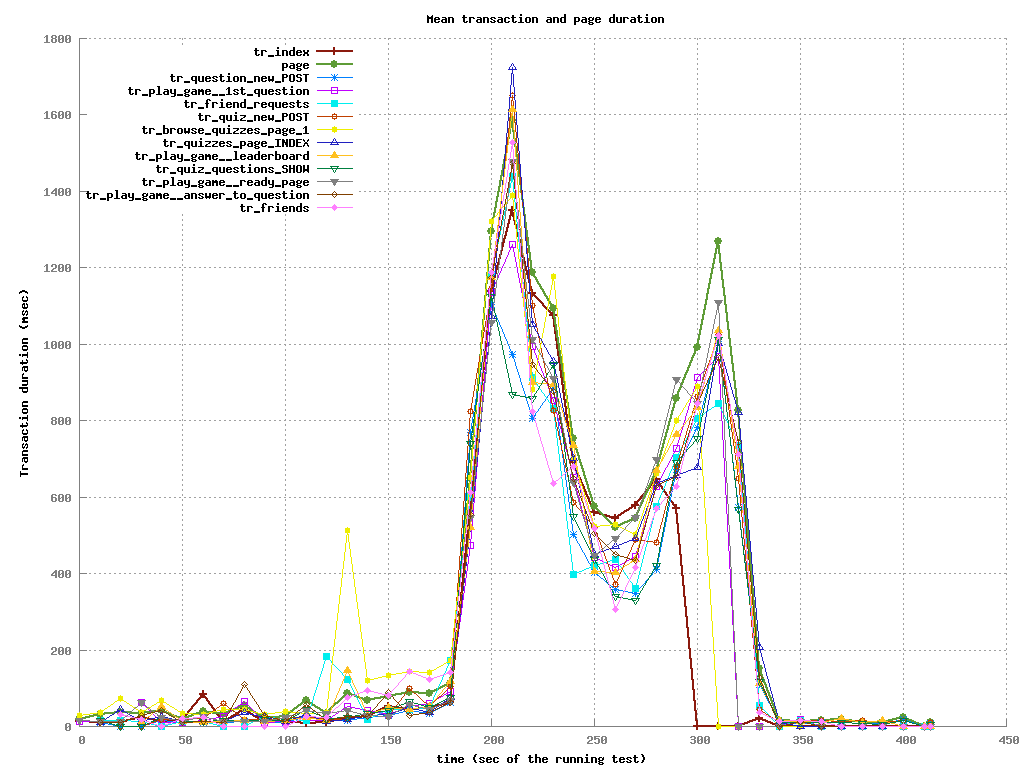 Mean transaction and page duration
1800
1600
1400
1200
1000
800
600
400
200
0
Transaction duration (msec)
tr_index
page
tr_question_new_POST
tr_play_game__1st_question
tr_friend_requests
tr_quiz_new_POST
tr_browse_quizzes_page_1
tr_quizzes_page_INDEX
tr_play_game__leaderboard
tr_quiz_questions_SHOW
tr_play_game__ready_page
tr_play_game__answer_to_question
tr_friends
0 50 100 150 200 250 300 350 400 450
time (sec of the running test)